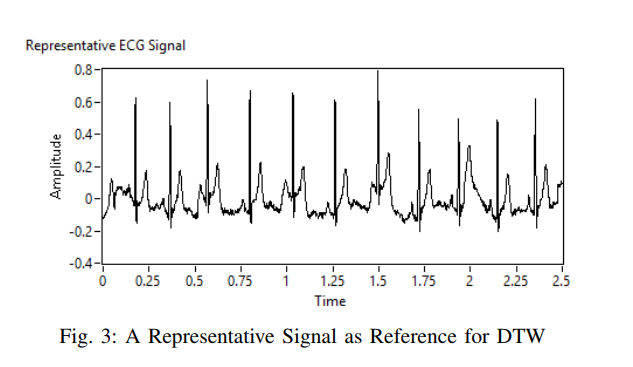 Representative ECG Signal
0.8
0.6
0.4
0.2
0
-0.2
-0.4
Amplitude
0 0.25 0.5 0.75 1 1.25 1.5 1.75 2 2.25 2.5
Time
Fig. 3: A Representative Signal as Reference for DTW